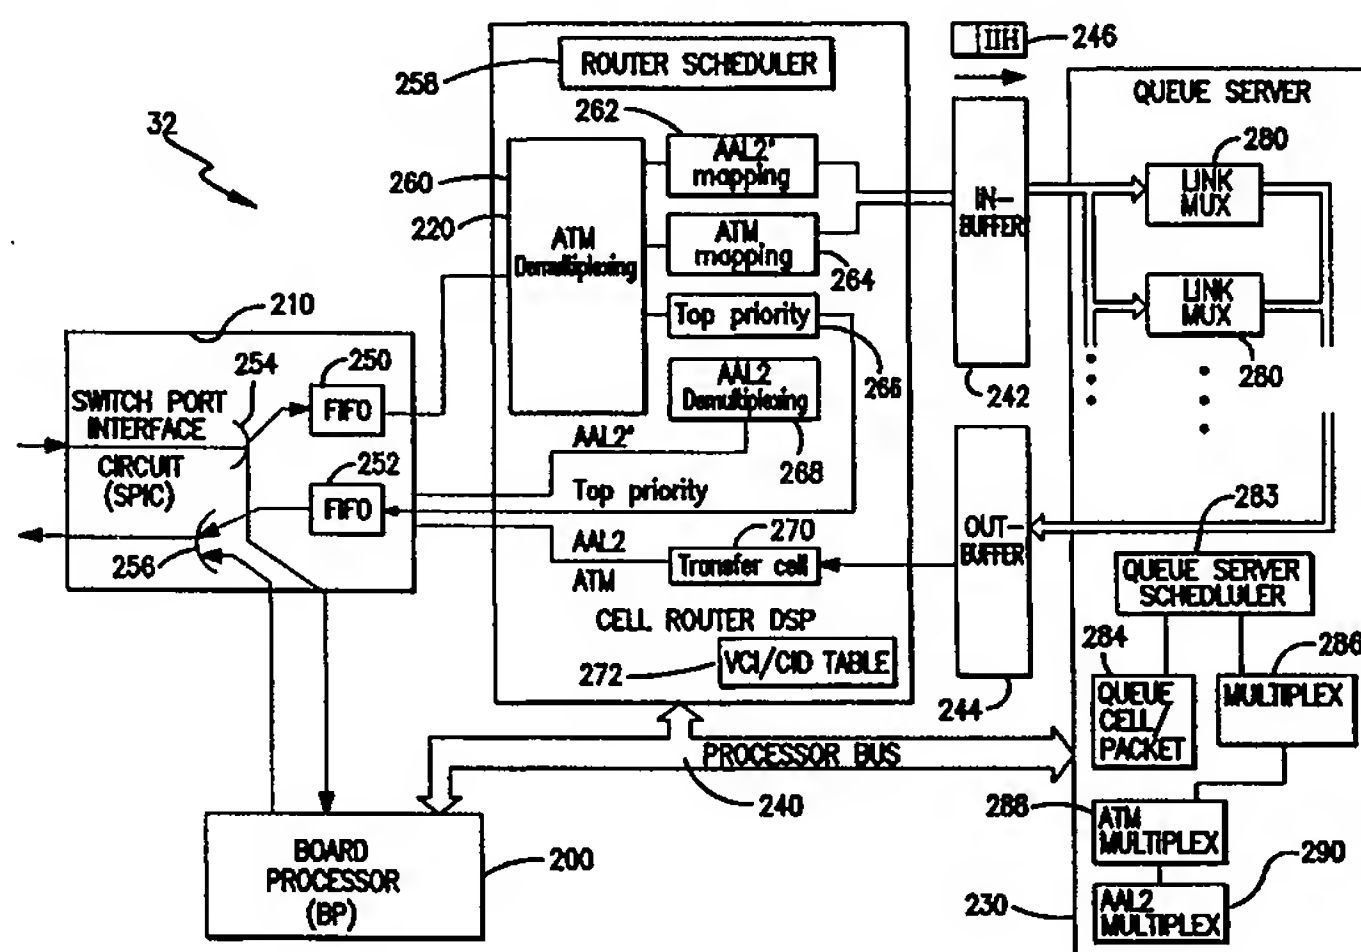 32
ROUTER SCHEDULER
258
262
AAL2'
mapping
260
220
ATM
Demultiplexing
ATM
mapping
264
Top priority
266
AAL2
Demultiplexing
268
210
254
250
FIFO
SWITCH PORT
INTERFACE
CIRCUIT
(SPIC)
252
FIFO
256
AAL2'
Top priority
AAL2
ATM
270
Transfer cell
CELL ROUTER DSP
272
VCI/CID TABLE
IIH
246
IN-
BUFFER
242
OUT-
BUFFER
244
QUEUE SERVER
280
LINK
MUX
LINK
MUX
280
283
QUEUE SERVER
SCHEDLULER
284
QUEUE
CELL/
PACKET
286
MULTIPLEX
288
ATM
MULTIPLEX
290
AAL2
MULTIPLEX
230
PROCESSOR BUS
240
BOARD
PROCESSOR
(BP)
200